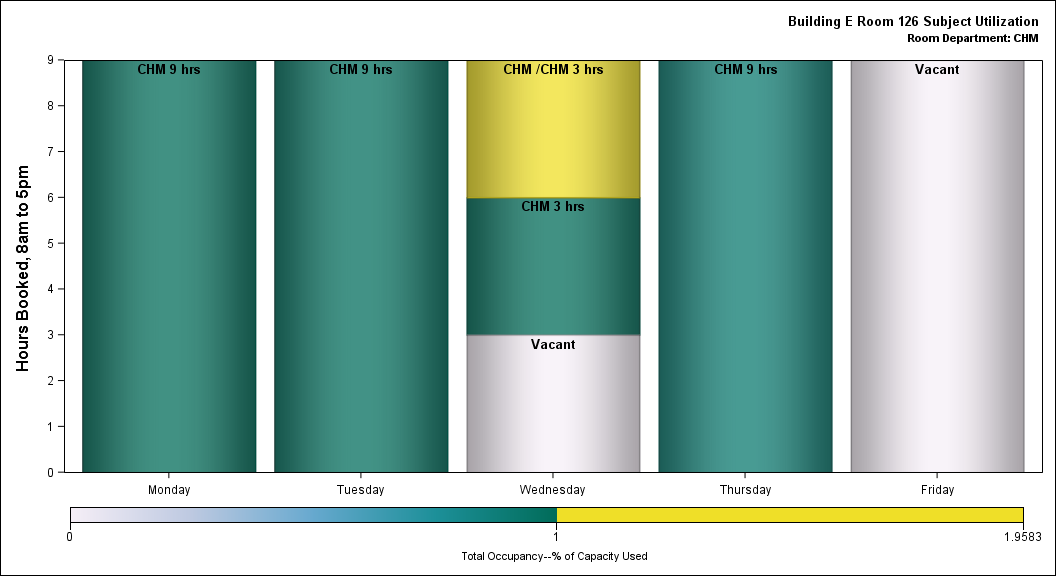 Building E Room 126 Subject Utilization
Room Department: CHM
Hours Booked, 8am to 5pm
9
8
7
6
5
4
3
2
1
0
CHM 9 hrs
CHM 9 hrs
CHM /CHM 3 hrs
CHM 3 hrs
Vacant
CHM 9 hrs
Vacant
Monday
Tuesday
Wednesday
Thursday
Friday
0
1
1.9583
Total Occupancy--% of Capacity Used